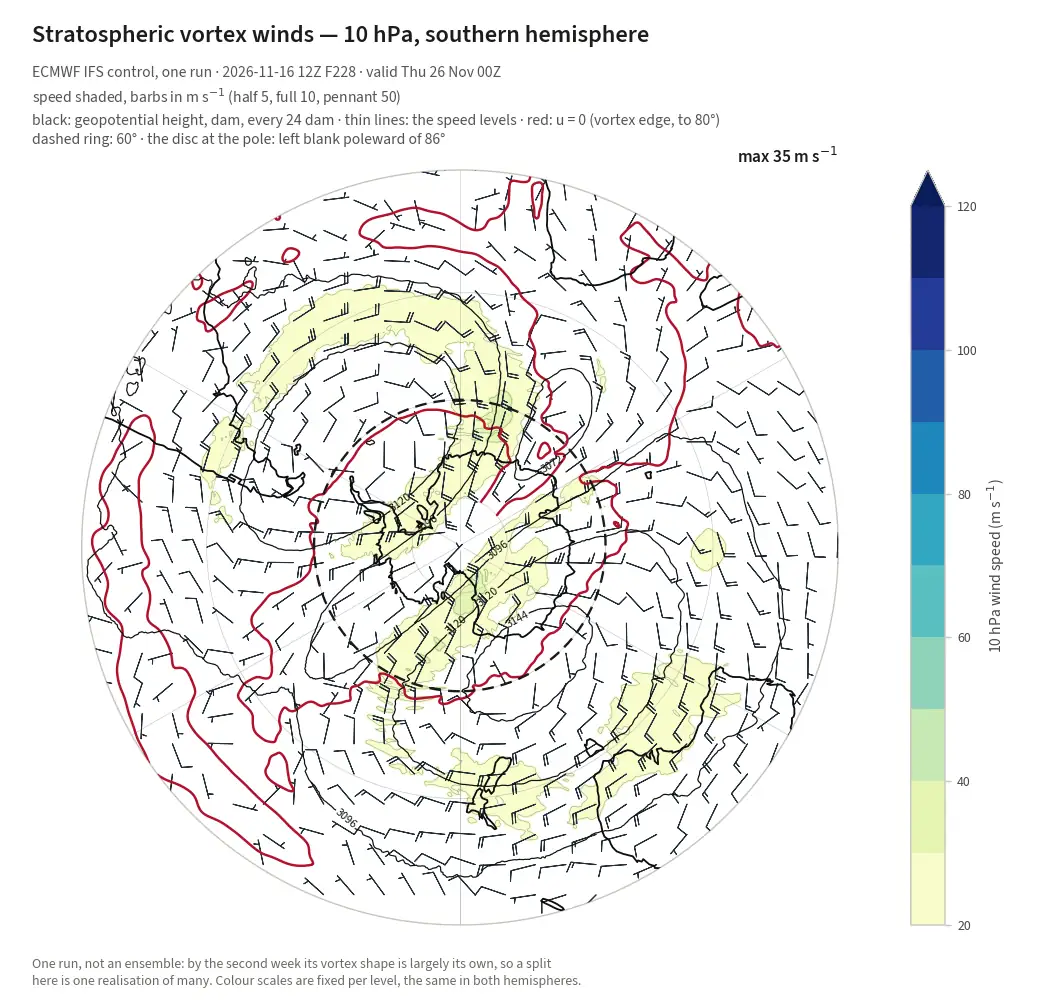 Stratospheric vortex winds — 10 hPa, southern hemisphere
ECMWF IFS control, one run · 2026-11-16 12Z F228 · valid Thu 26 Nov 00Z
speed shaded, barbs in m s⁻¹ (half 5, full 10, pennant 50)
black: geopotential height, dam, every 24 dam · thin lines: the speed levels · red: u = 0 (vortex edge, to 80°)
dashed ring: 60° · the disc at the pole: left blank poleward of 86°
max 35 m s⁻¹
120
100
80
60
40
20
10 hPa wind speed (m s⁻¹)
3120
3096
3120
3120
3144
3096
One run, not an ensemble: by the second week its vortex shape is largely its own, so a split
here is one realisation of many. Colour scales are fixed per level, the same in both hemispheres.